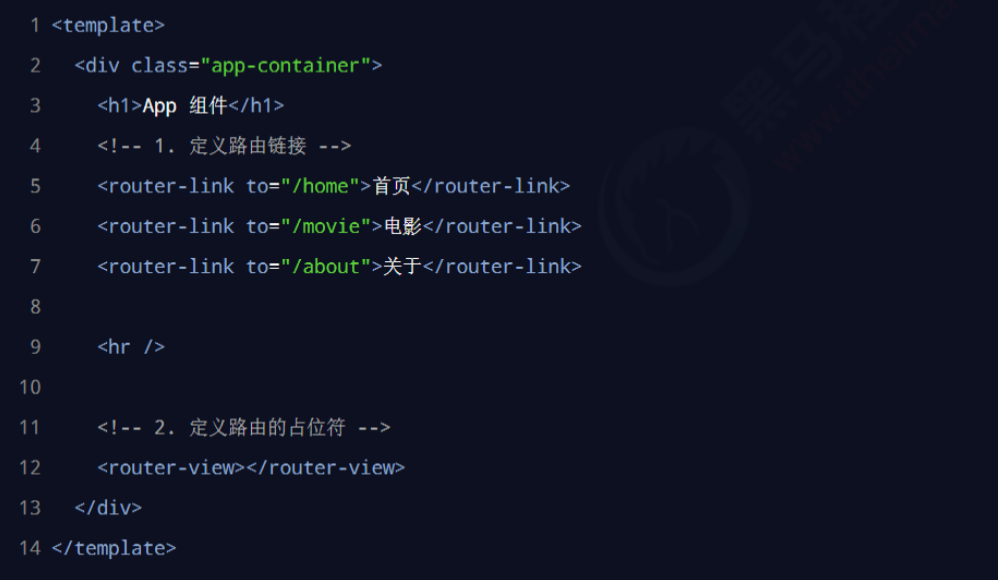 1 <template>
2   <div class="app-container">
3     <h1>App 组件</h1>
4     <!-- 1. 定义路由链接 -->
5     <router-link to="/home">首页</router-link>
6     <router-link to="/movie">电影</router-link>
7     <router-link to="/about">关于</router-link>
8
9     <hr />
10
11     <!-- 2. 定义路由的占位符 -->
12     <router-view></router-view>
13   </div>
14 </template>
黑马程